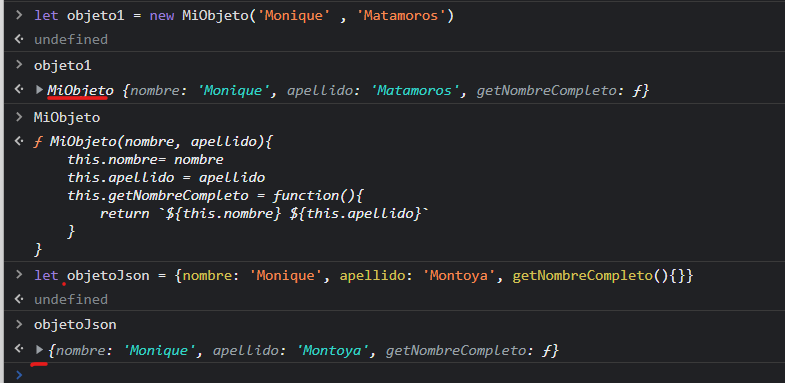 > let objeto1 = new MiObjeto('Monique' , 'Matamoros')
undefined
> objeto1
MiObjeto {nombre: 'Monique', apellido: 'Matamoros', getNombreCompleto: ƒ}
> MiObjeto
ƒ MiObjeto(nombre, apellido){
this.nombre= nombre
this.apellido = apellido
this.getNombreCompleto = function(){
return `${this.nombre} ${this.apellido}`
}
}
> let objetoJson = {nombre: 'Monique', apellido: 'Montoya', getNombreCompleto(){}}
undefined
> objetoJson
{nombre: 'Monique', apellido: 'Montoya', getNombreCompleto: ƒ}
>